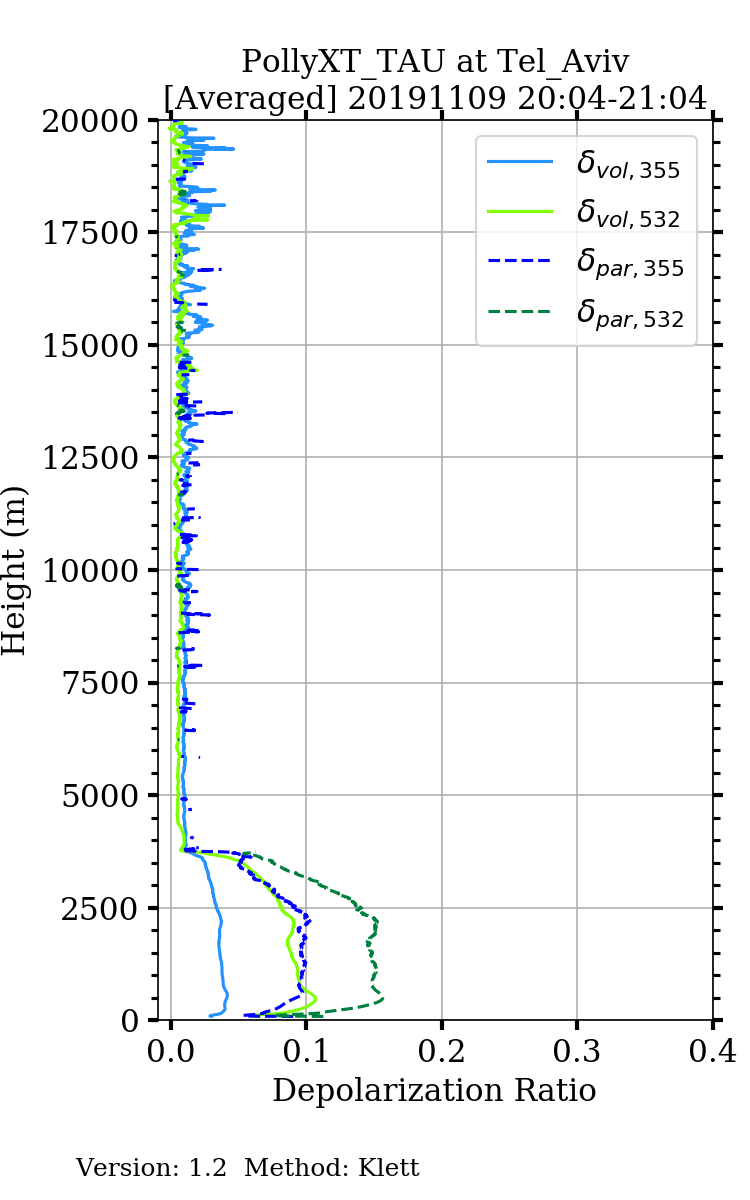 PollyXT_TAU at Tel_Aviv
[Averaged] 20191109 20:04-21:04
20000
17500
15000
12500
10000
7500
5000
2500
0
Height (m)
δvol, 355
δvol, 532
δpar, 355
δpar, 532
0.0 0.1 0.2 0.3 0.4
Depolarization Ratio
Version: 1.2 Method: Klett